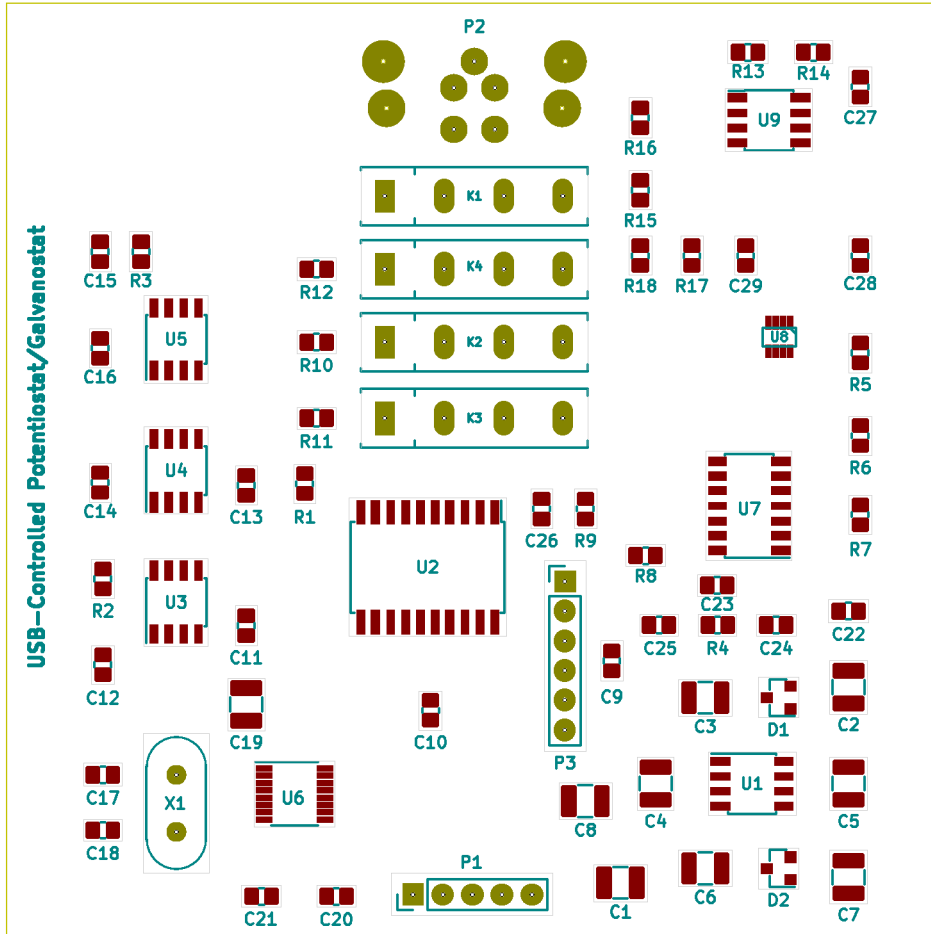 P2
R13
R14
U9
C27
R16
K1
R15
USB-Controlled Potentiostat/Galvanostat
C15
R3
R12
K4
R18
R17
C29
C28
U5
C16
R10
K2
U8
R5
R11
K3
R6
U4
C14
C13
R1
C26
R9
U7
R7
U2
R8
R2
U3
C23
C11
C25
R4
C24
C22
C12
C9
C19
C10
C3
D1
C2
P3
C17
X1
U6
C8
C4
U1
C5
C18
P1
C21
C20
C1
C6
D2
C7